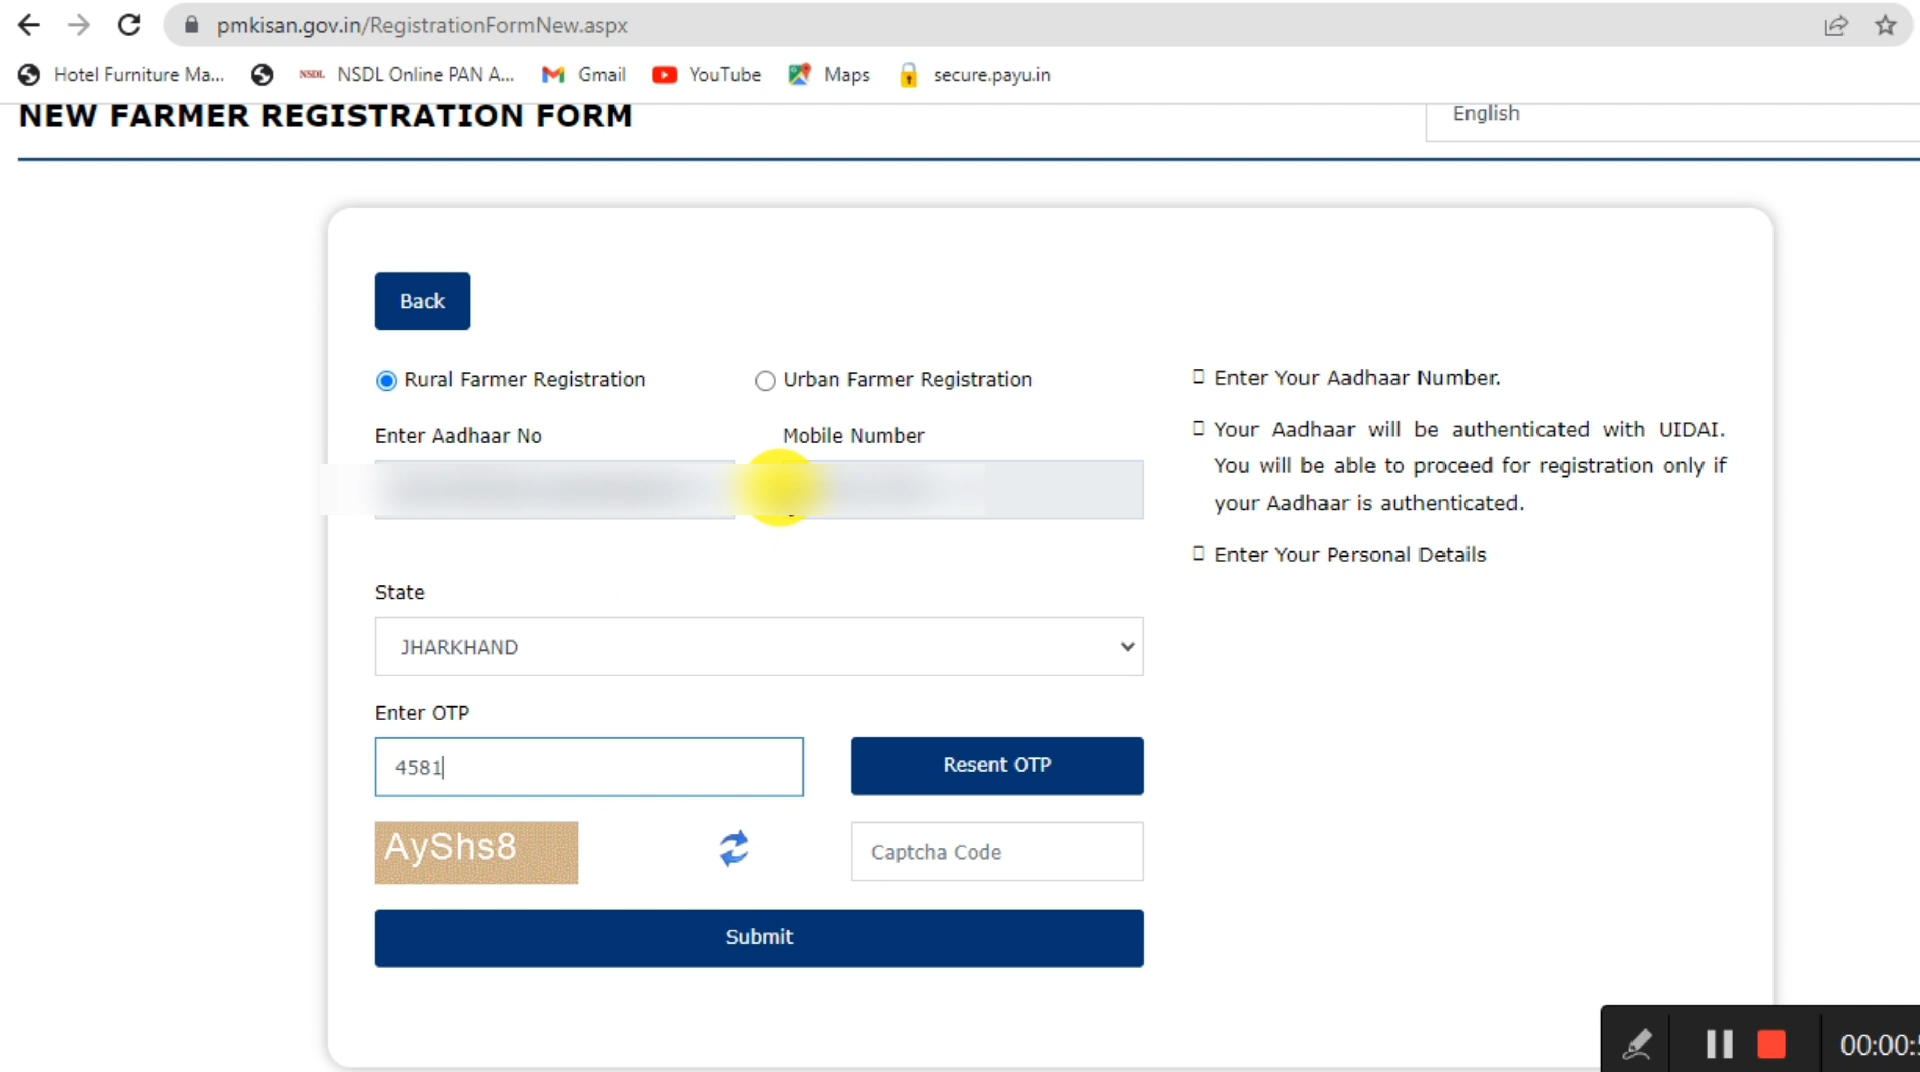 pmkisan.gov.in/RegistrationFormNew.aspx
Hotel Furniture Ma... NSDL NSDL Online PAN A... Gmail YouTube Maps secure.payu.in
NEW FARMER REGISTRATION FORM
English
Back
Rural Farmer Registration
Urban Farmer Registration
Enter Aadhaar No
Mobile Number
State
JHARKHAND
Enter OTP
4581
Resent OTP
AyShs8
Captcha Code
Submit
Enter Your Aadhaar Number.
Your Aadhaar will be authenticated with UIDAI.
You will be able to proceed for registration only if
your Aadhaar is authenticated.
Enter Your Personal Details
00:00: